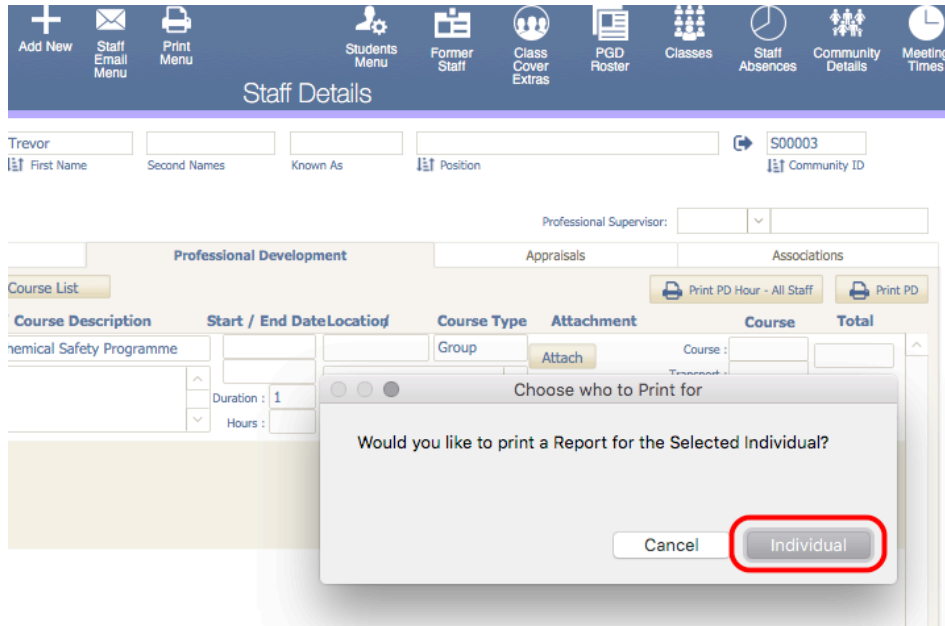 Add New
Staff Email Menu
Print Menu
Students Menu
Former Staff
Class Cover Extras
PGD Roster
Classes
Staff Absences
Community Details
Meeting Times
Staff Details
Trevor
S00003
First Name
Second Names
Known As
Position
Community ID
Professional Supervisor:
Professional Development
Appraisals
Associations
Course List
Print PD Hour - All Staff
Print PD
Course Description
Start / End Date
Location
Course Type
Attachment
Course
Total
hemical Safety Programme
Group
Attach
Course :
Transport :
Duration : 1
Hours :
Choose who to Print for
Would you like to print a Report for the Selected Individual?
Cancel
Individual